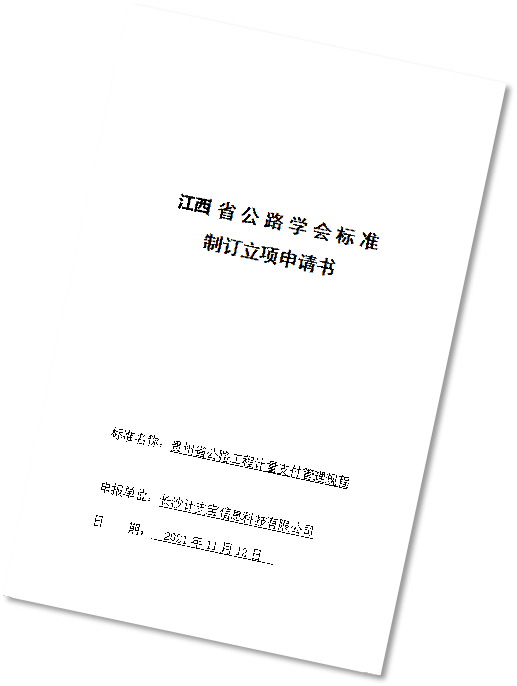 江西省公路学会标准
制订立项申请书
标准名称：贵州省公路工程计量支付管理规程
申报单位：长沙计支宝信息科技有限公司
日 期：2021年11月12日